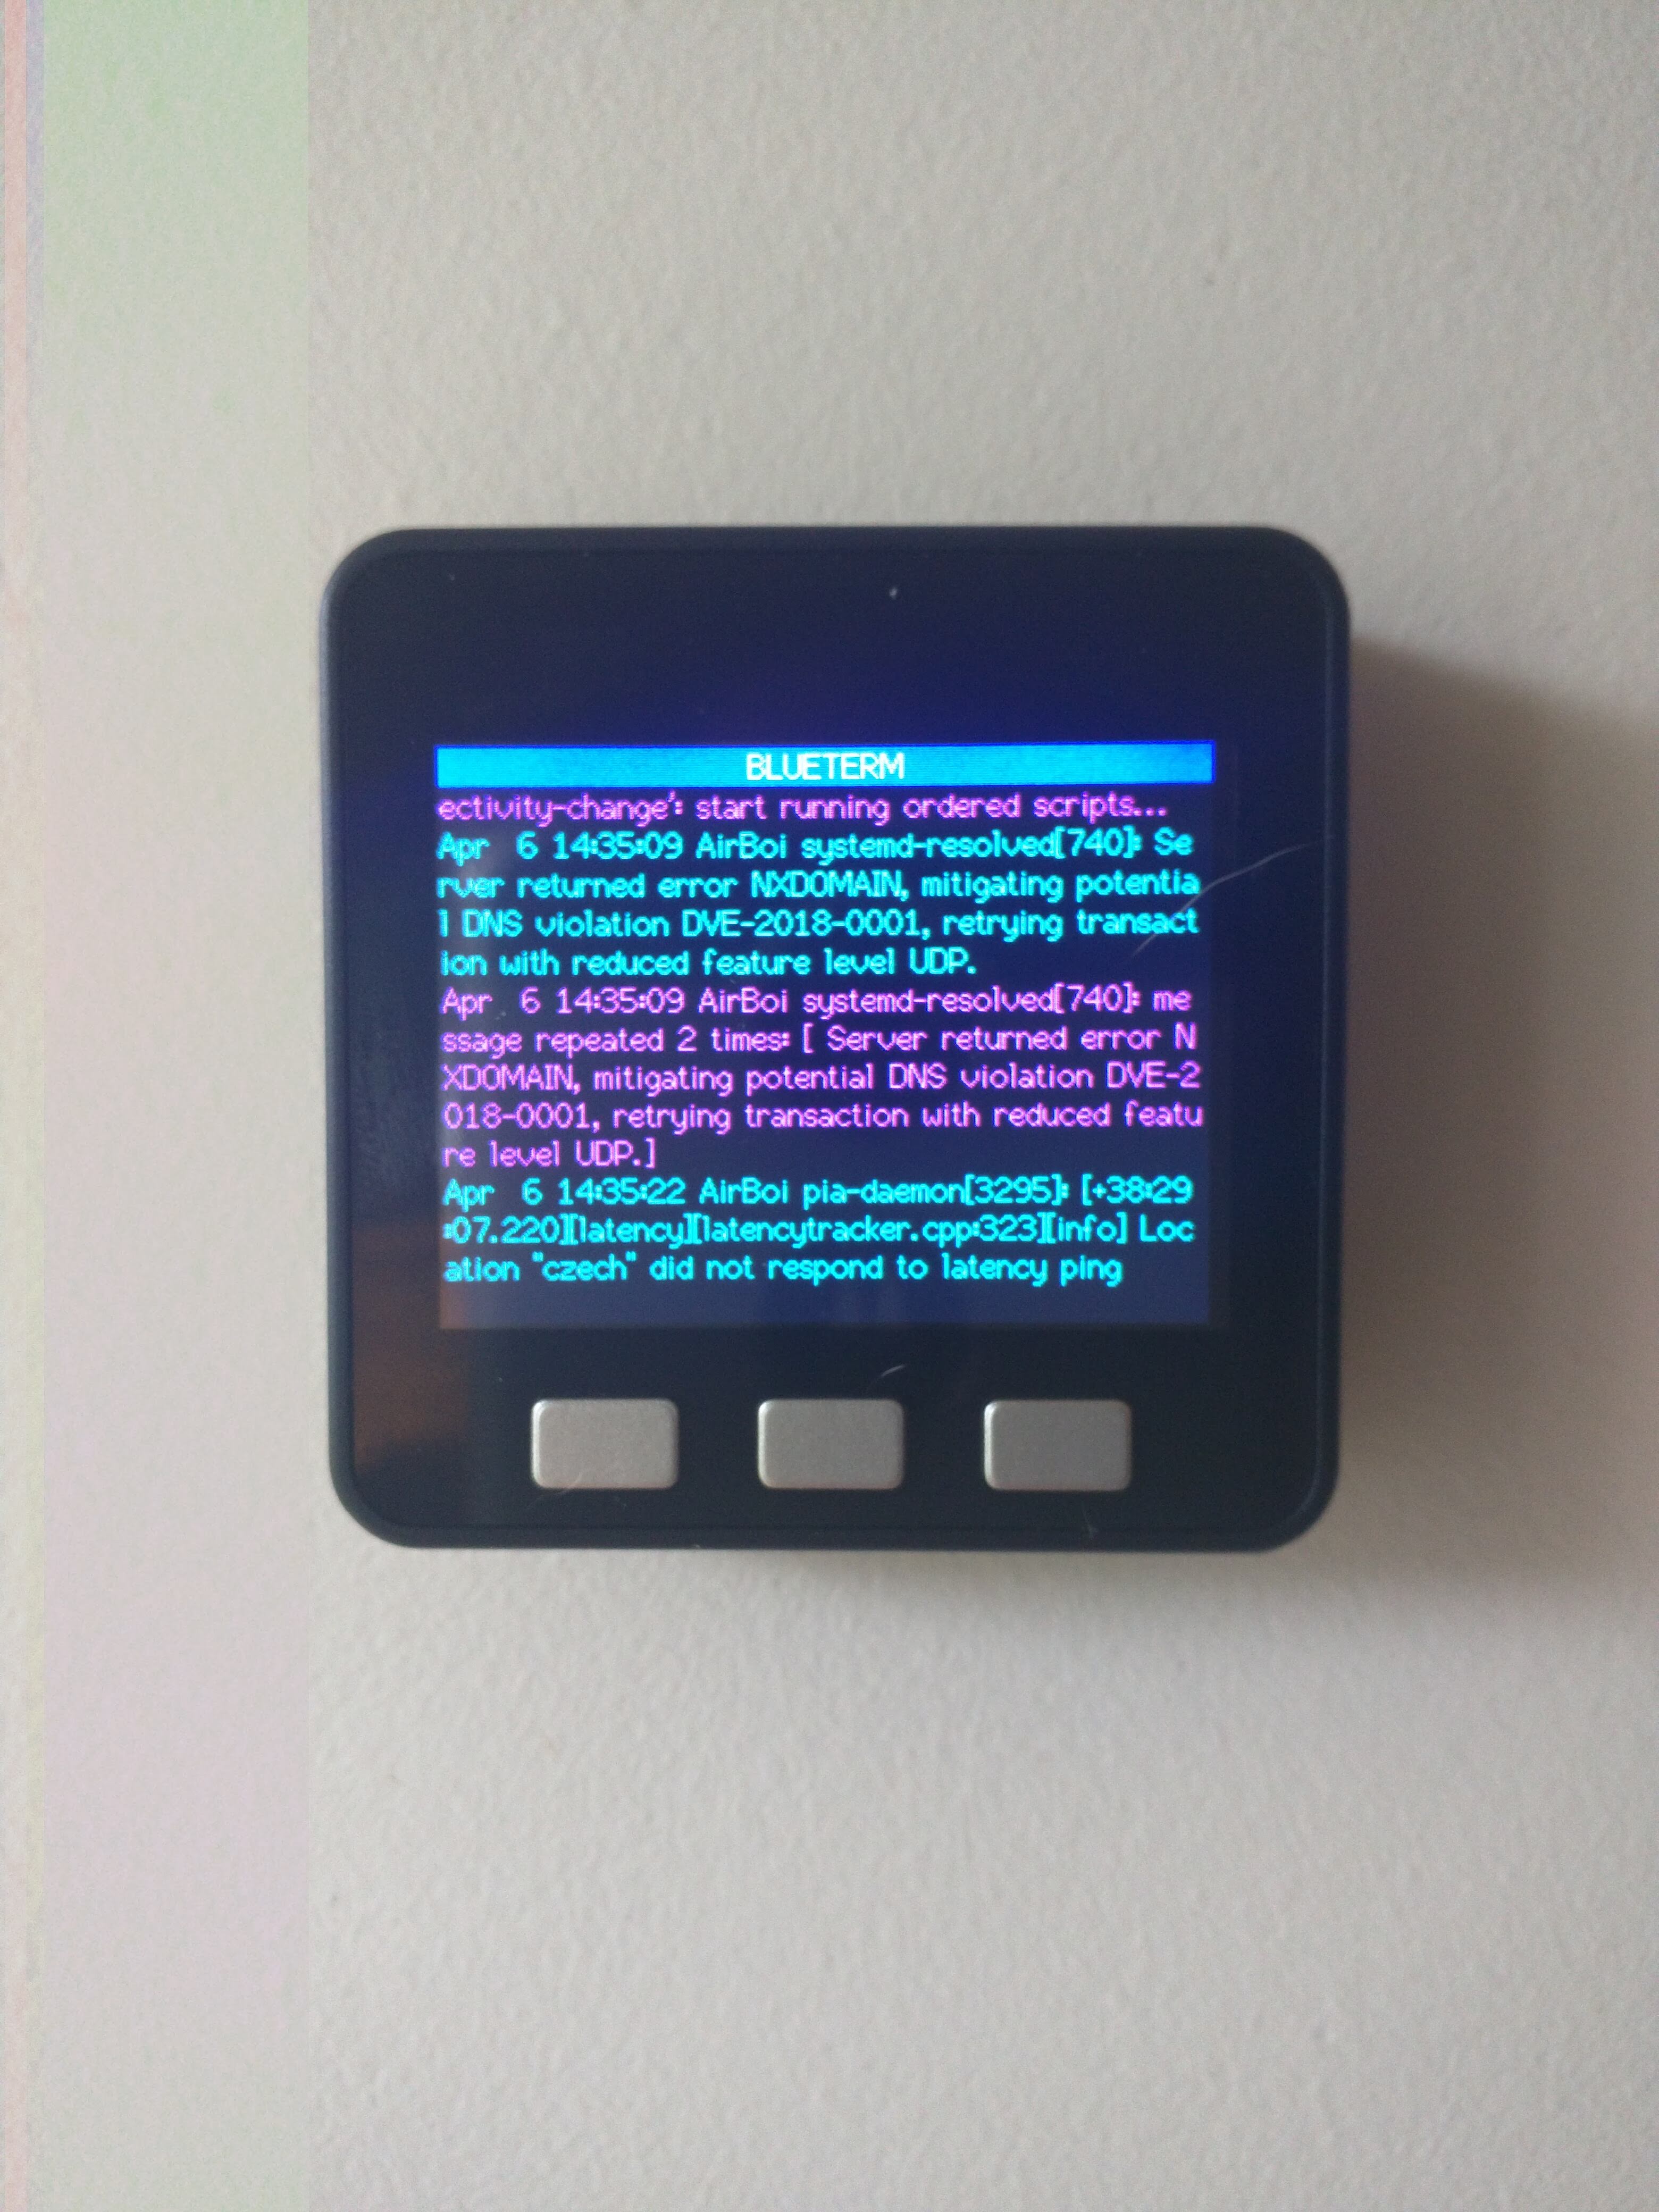 BLUETERM
ectivity-change': start running ordered scripts...
Apr  6 14:35:09 AirBoi systemd-resolved[740]: Se
rver returned error NXDOMAIN, mitigating potentia
l DNS violation DVE-2018-0001, retrying transact
ion with reduced feature level UDP.
Apr  6 14:35:09 AirBoi systemd-resolved[740]: me
ssage repeated 2 times: [ Server returned error N
XDOMAIN, mitigating potential DNS violation DVE-2
018-0001, retrying transaction with reduced featu
re level UDP.]
Apr  6 14:35:22 AirBoi pia-daemon[3295]: [+38:29
:07.220][latency][latencytracker.cpp:323][info] Loc
ation "czech" did not respond to latency ping